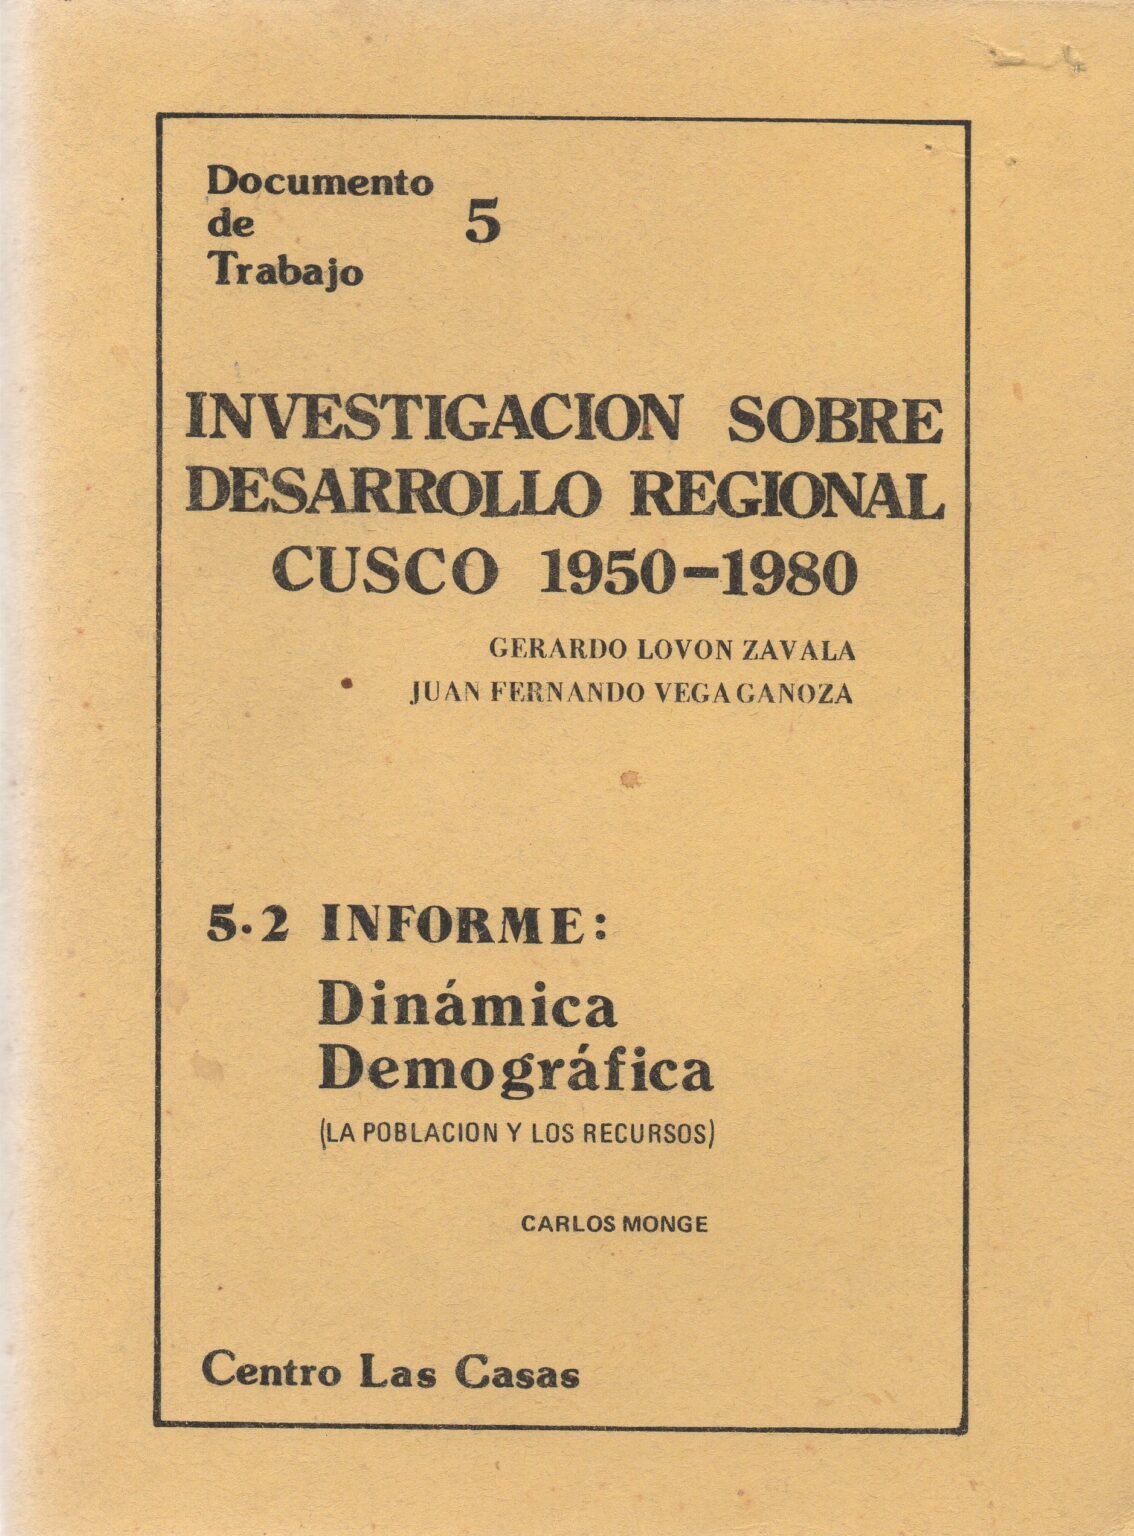 Documento
de
Trabajo
5
INVESTIGACION SOBRE
DESARROLLO REGIONAL
CUSCO 1950-1980
GERARDO LOVON ZAVALA
JUAN FERNANDO VEGA GANOZA
5.2 INFORME:
Dinámica
Demográfica
(LA POBLACION Y LOS RECURSOS)
CARLOS MONGE
Centro Las Casas